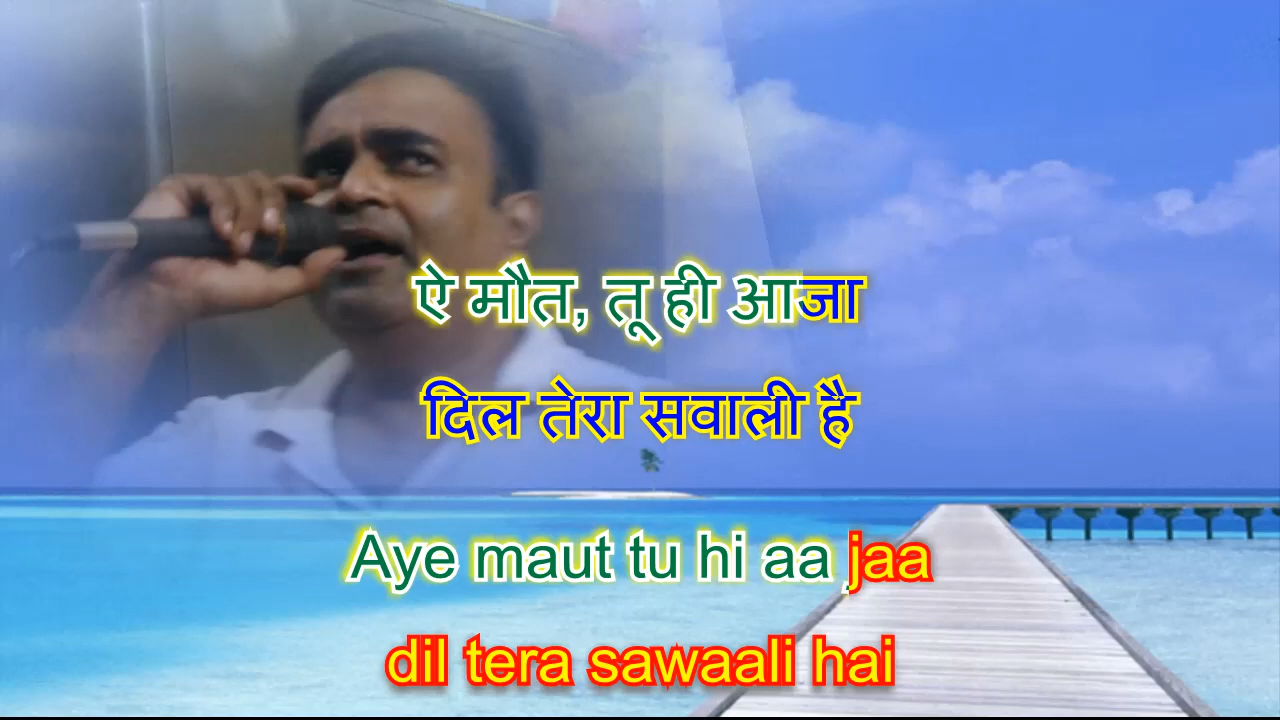 ऐ मौत, तू ही आजा
दिल तेरा सवाली है
Aye maut tu hi aa jaa
dil tera sawaali hai